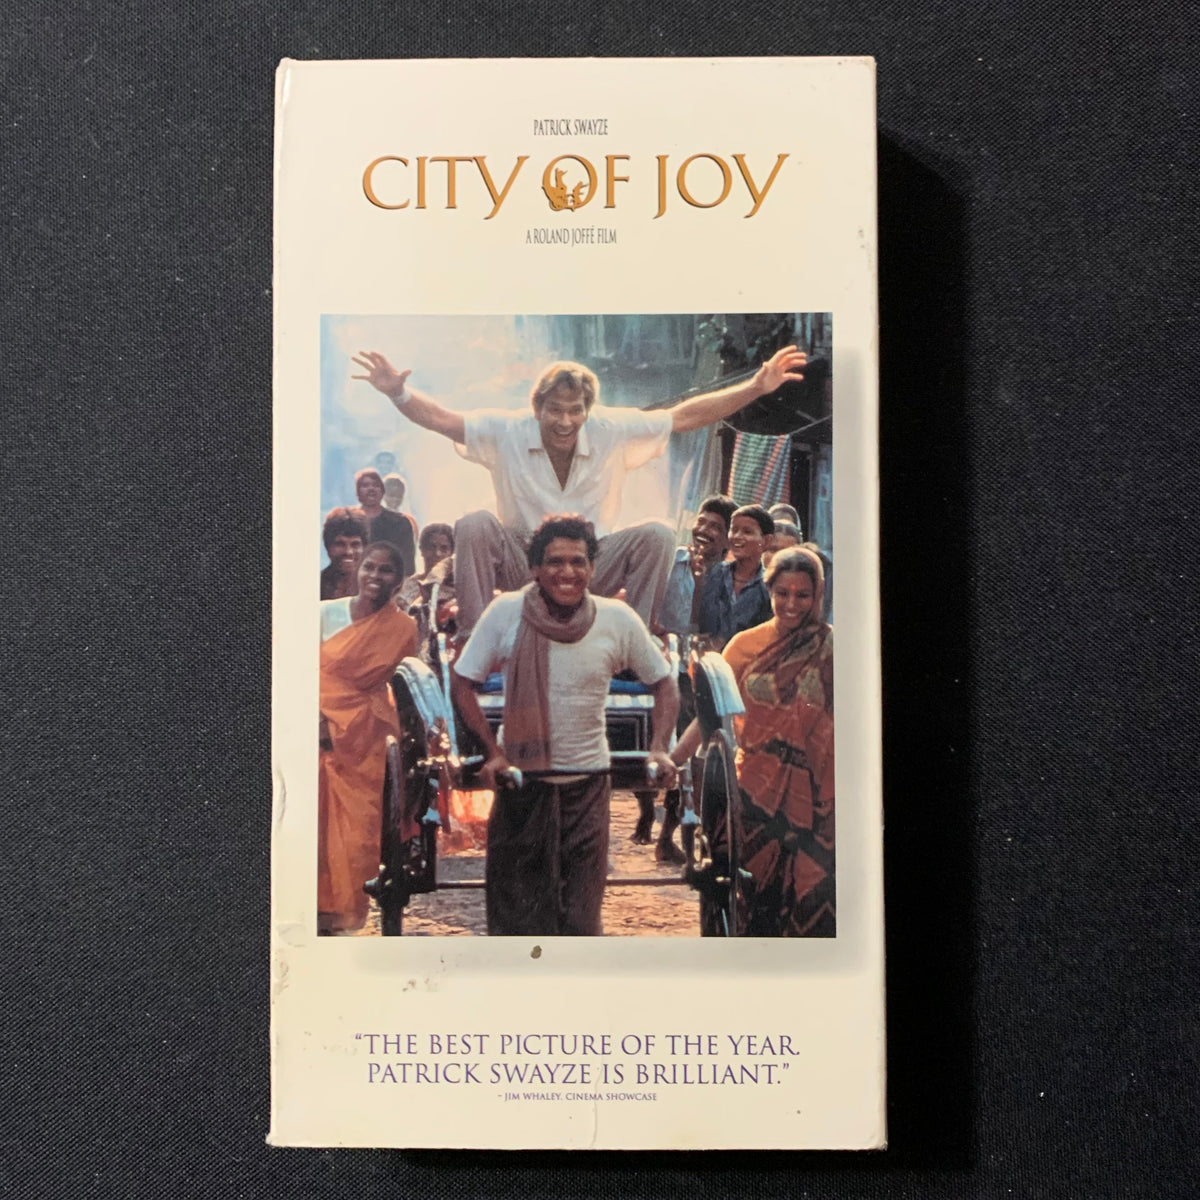 PATRICK SWAYZE
CITY OF JOY
A ROLAND JOFFÉ FILM
"THE BEST PICTURE OF THE YEAR.
PATRICK SWAYZE IS BRILLIANT."
- JIM WHALEY, CINEMA SHOWCASE